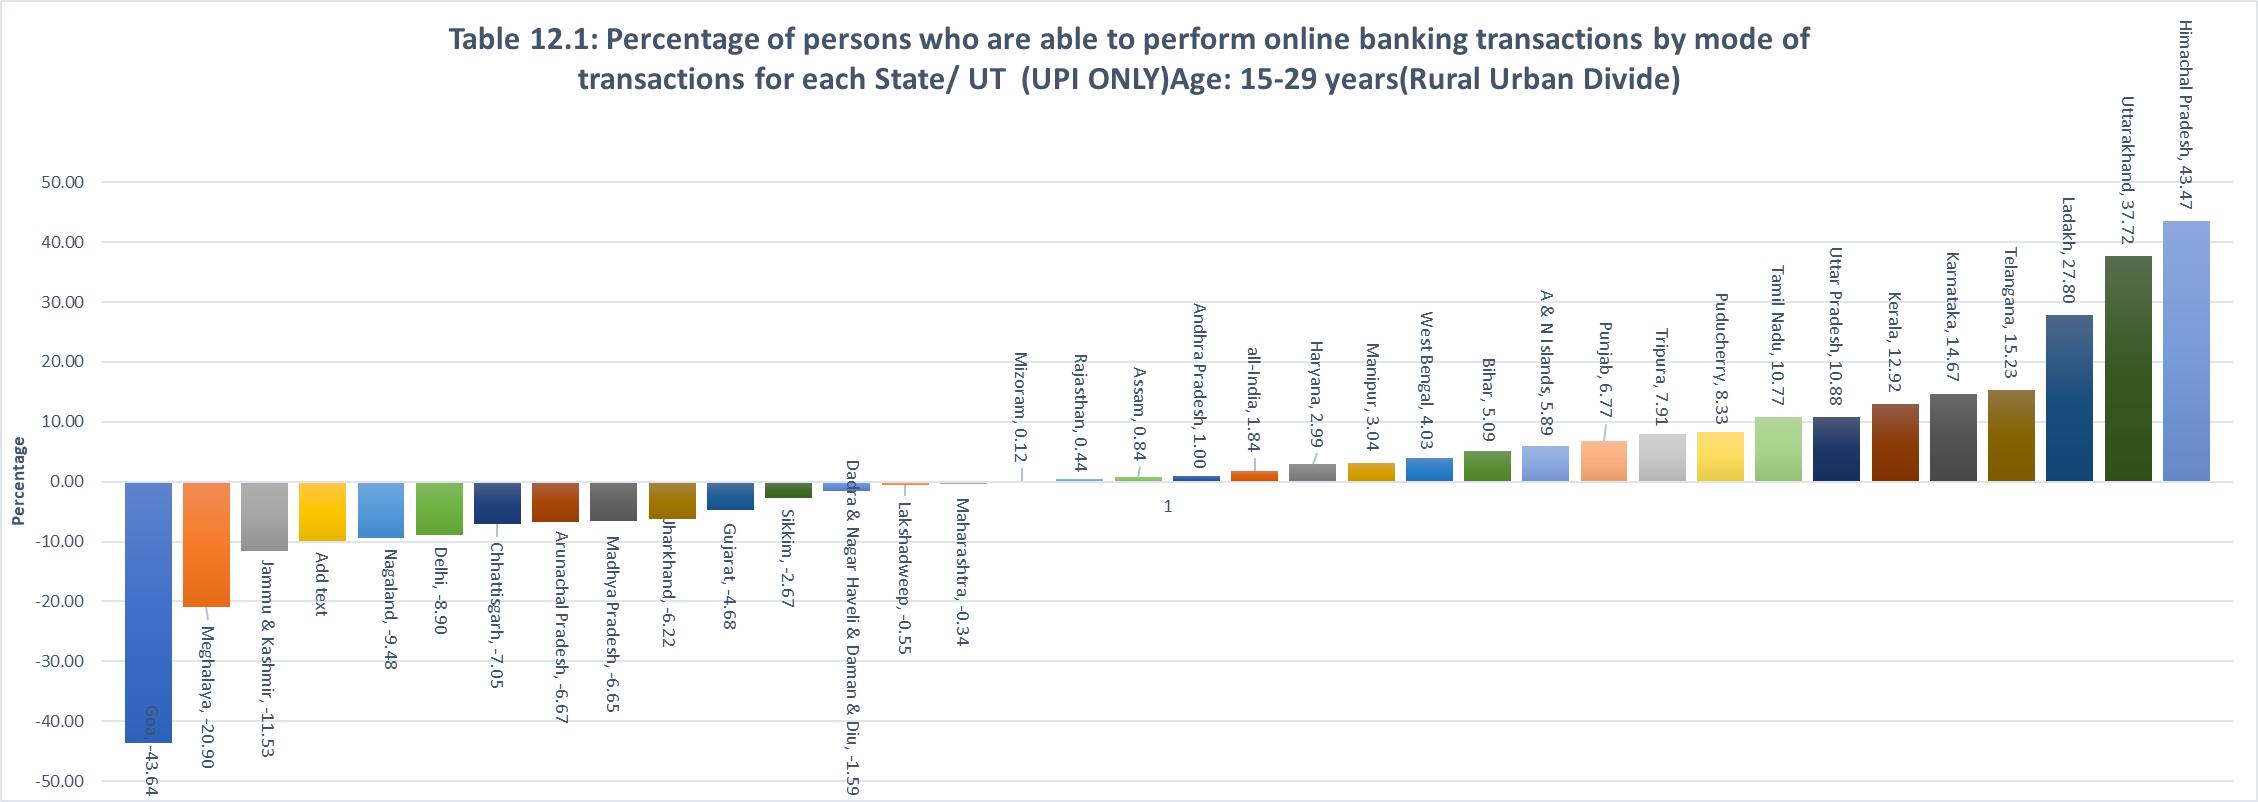 Table 12.1: Percentage of persons who are able to perform online banking transactions by mode of
transactions for each State/ UT  (UPI ONLY)Age: 15-29 years(Rural Urban Divide)
Percentage
50.00
40.00
30.00
20.00
10.00
0.00
-10.00
-20.00
-30.00
-40.00
-50.00
Goa, -43.64
Meghalaya, -20.90
Jammu & Kashmir, -11.53
Add text
Nagaland, -9.48
Delhi, -8.90
Chhattisgarh, -7.05
Arunachal Pradesh, -6.67
Madhya Pradesh, -6.65
Jharkhand, -6.22
Gujarat, -4.68
Sikkim, -2.67
Dadra & Nagar Haveli & Daman & Diu, -1.59
Lakshadweep, -0.55
Maharashtra, -0.34
Mizoram, 0.12
Rajasthan, 0.44
Assam, 0.84
Andhra Pradesh, 1.00
all-India, 1.84
Haryana, 2.99
Manipur, 3.04
West Bengal, 4.03
Bihar, 5.09
A & N Islands, 5.89
Punjab, 6.77
Tripura, 7.91
Puducherry, 8.33
Tamil Nadu, 10.77
Uttar Pradesh, 10.88
Kerala, 12.92
Karnataka, 14.67
Telangana, 15.23
Ladakh, 27.80
Uttarakhand, 37.72
Himachal Pradesh, 43.47
1